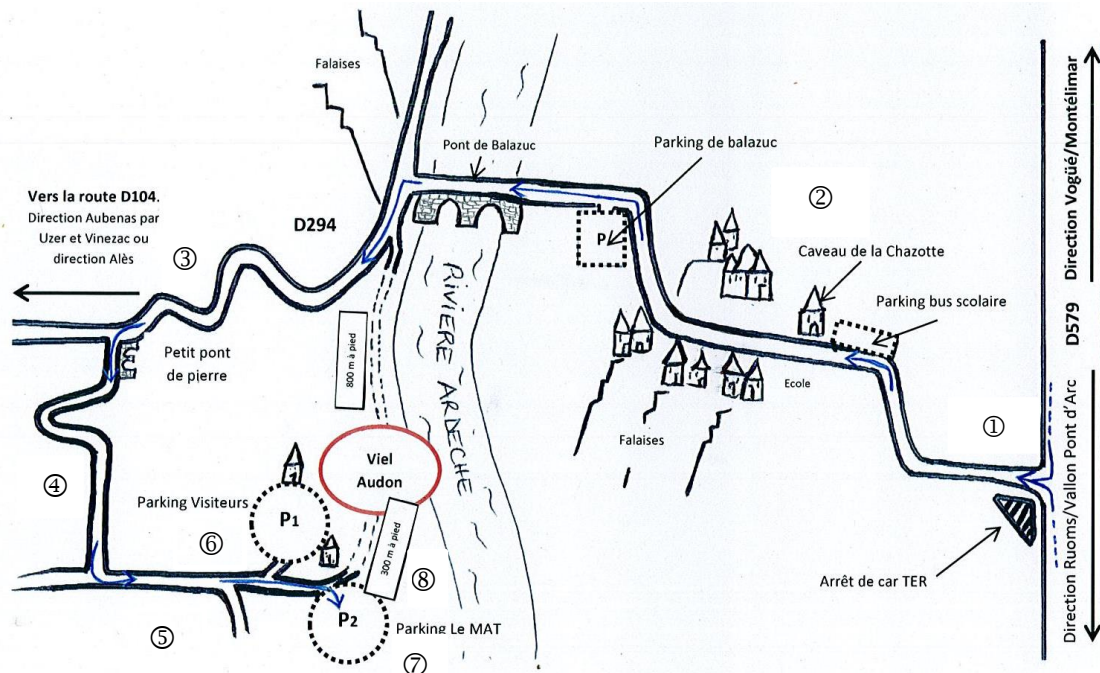 Falaises
Pont de Balazuc
Parking de balazuc
Vers la route D104.
Direction Aubenas par
Uzer et Vinezac ou
direction Alès
D294
③
②
P
Caveau de la Chazotte
Parking bus scolaire
Direction Vogüé/Montélimar
D579
Direction Ruoms/Vallon Pont d'Arc
RIVIERE ARDECHE
Petit pont
de pierre
800 m à pied
Ecole
Falaises
①
④
Viel
Audon
Parking Visiteurs
P1
⑥
300 m à pied
⑧
Arrêt de car TER
P2
Parking Le MAT
⑤
⑦